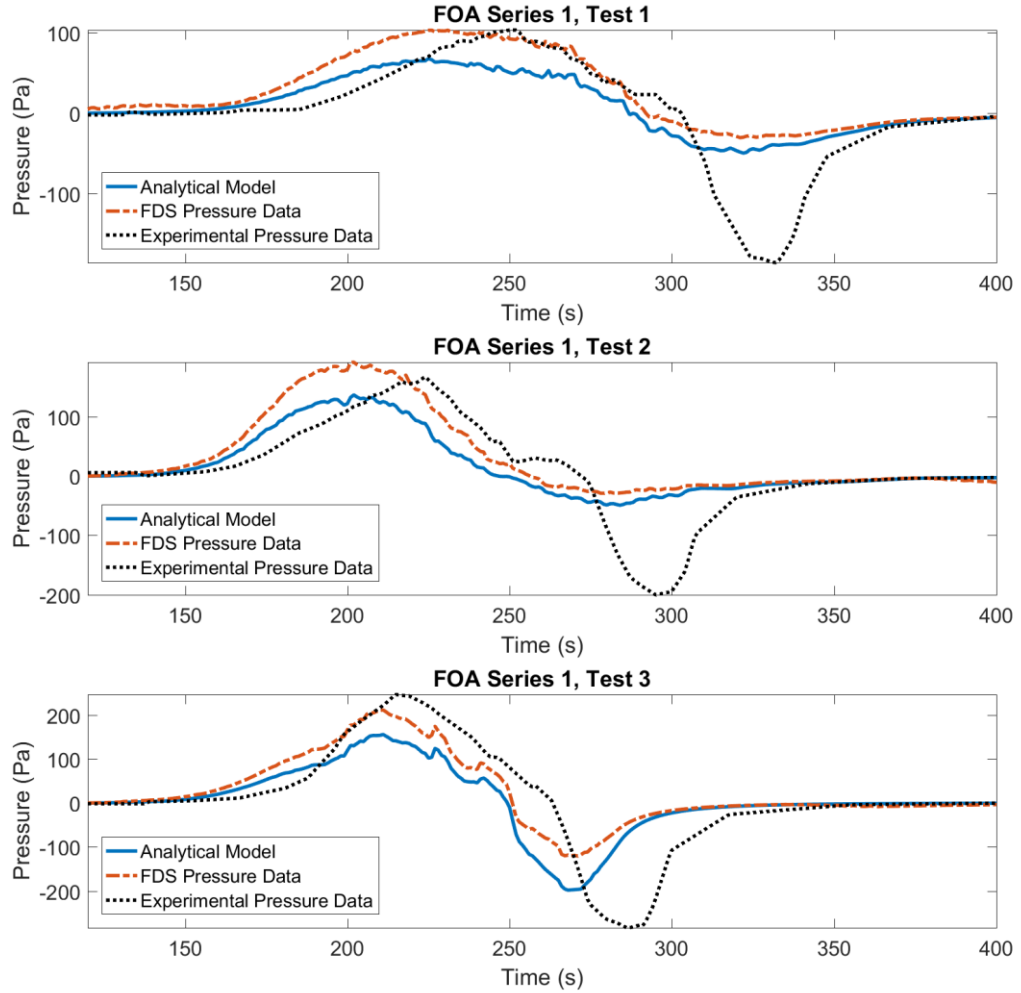 FOA Series 1, Test 1
100
0
-100
Pressure (Pa)
Analytical Model
FDS Pressure Data
Experimental Pressure Data
150 200 250 300 350 400
Time (s)
FOA Series 1, Test 2
100
0
-100
-200
Pressure (Pa)
Analytical Model
FDS Pressure Data
Experimental Pressure Data
150 200 250 300 350 400
Time (s)
FOA Series 1, Test 3
200
100
0
-100
-200
Pressure (Pa)
Analytical Model
FDS Pressure Data
Experimental Pressure Data
150 200 250 300 350 400
Time (s)